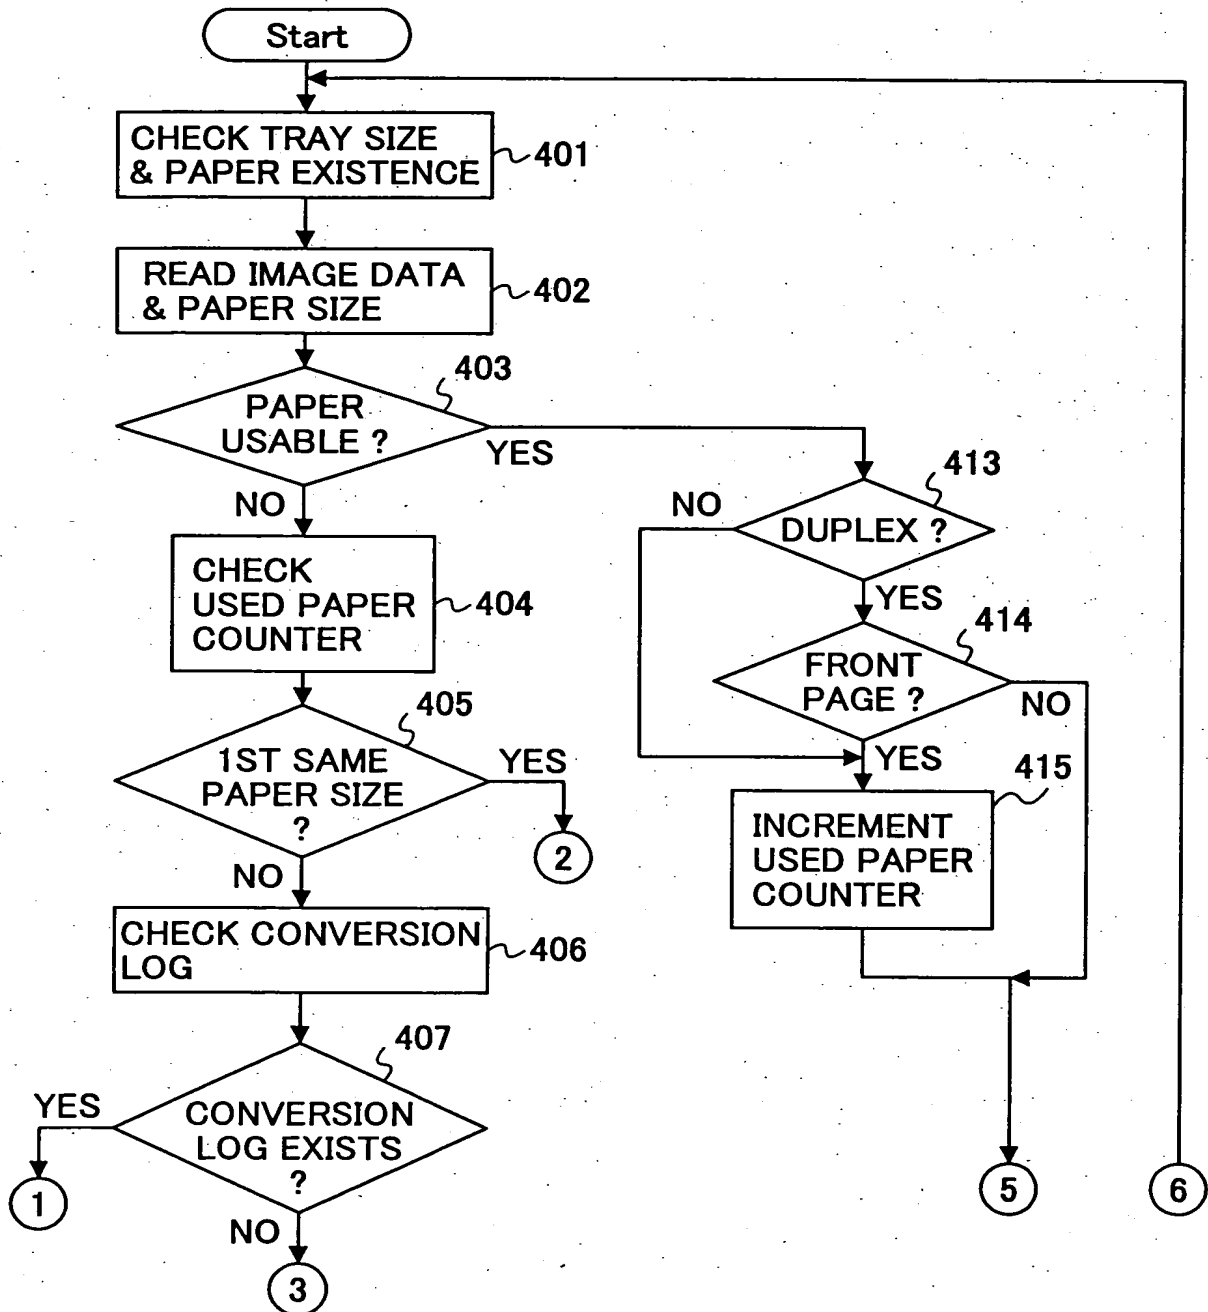 Start
CHECK TRAY SIZE
& PAPER EXISTENCE
401
READ IMAGE DATA
& PAPER SIZE
402
403
PAPER
USABLE ?
YES
NO
CHECK
USED PAPER
COUNTER
404
405
1ST SAME
PAPER SIZE
?
YES
2
NO
CHECK CONVERSION
LOG
406
407
CONVERSION
LOG EXISTS
?
YES
1
NO
3
413
DUPLEX ?
NO
YES
414
FRONT
PAGE ?
NO
YES
415
INCREMENT
USED PAPER
COUNTER
5
6